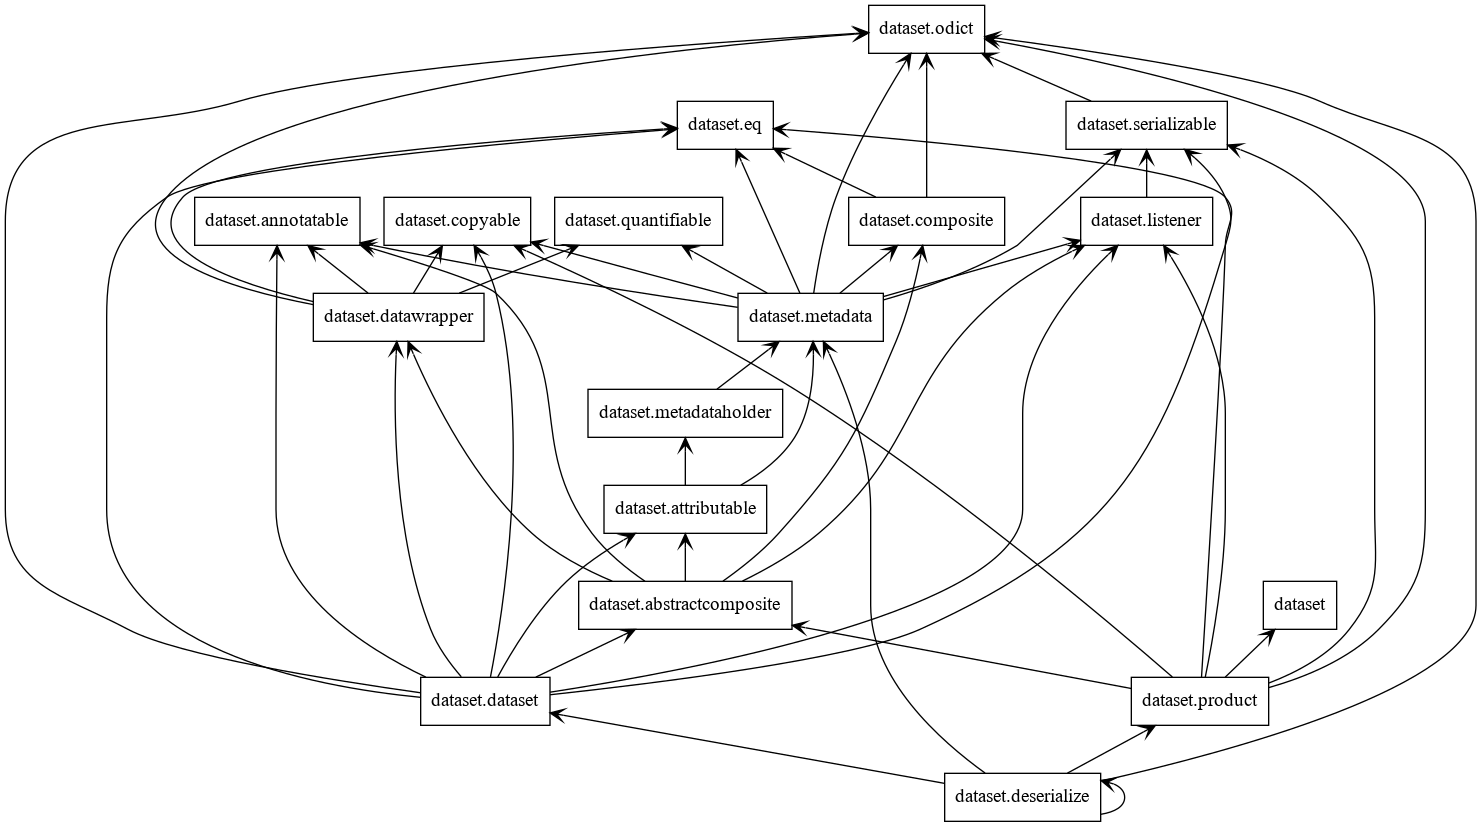 dataset.odict
dataset.eq
dataset.serializable
dataset.annotatable
dataset.copyable
dataset.quantifiable
dataset.composite
dataset.listener
dataset.datawrapper
dataset.metadata
dataset.metadataholder
dataset.attributable
dataset.abstractcomposite
dataset
dataset.dataset
dataset.product
dataset.deserialize